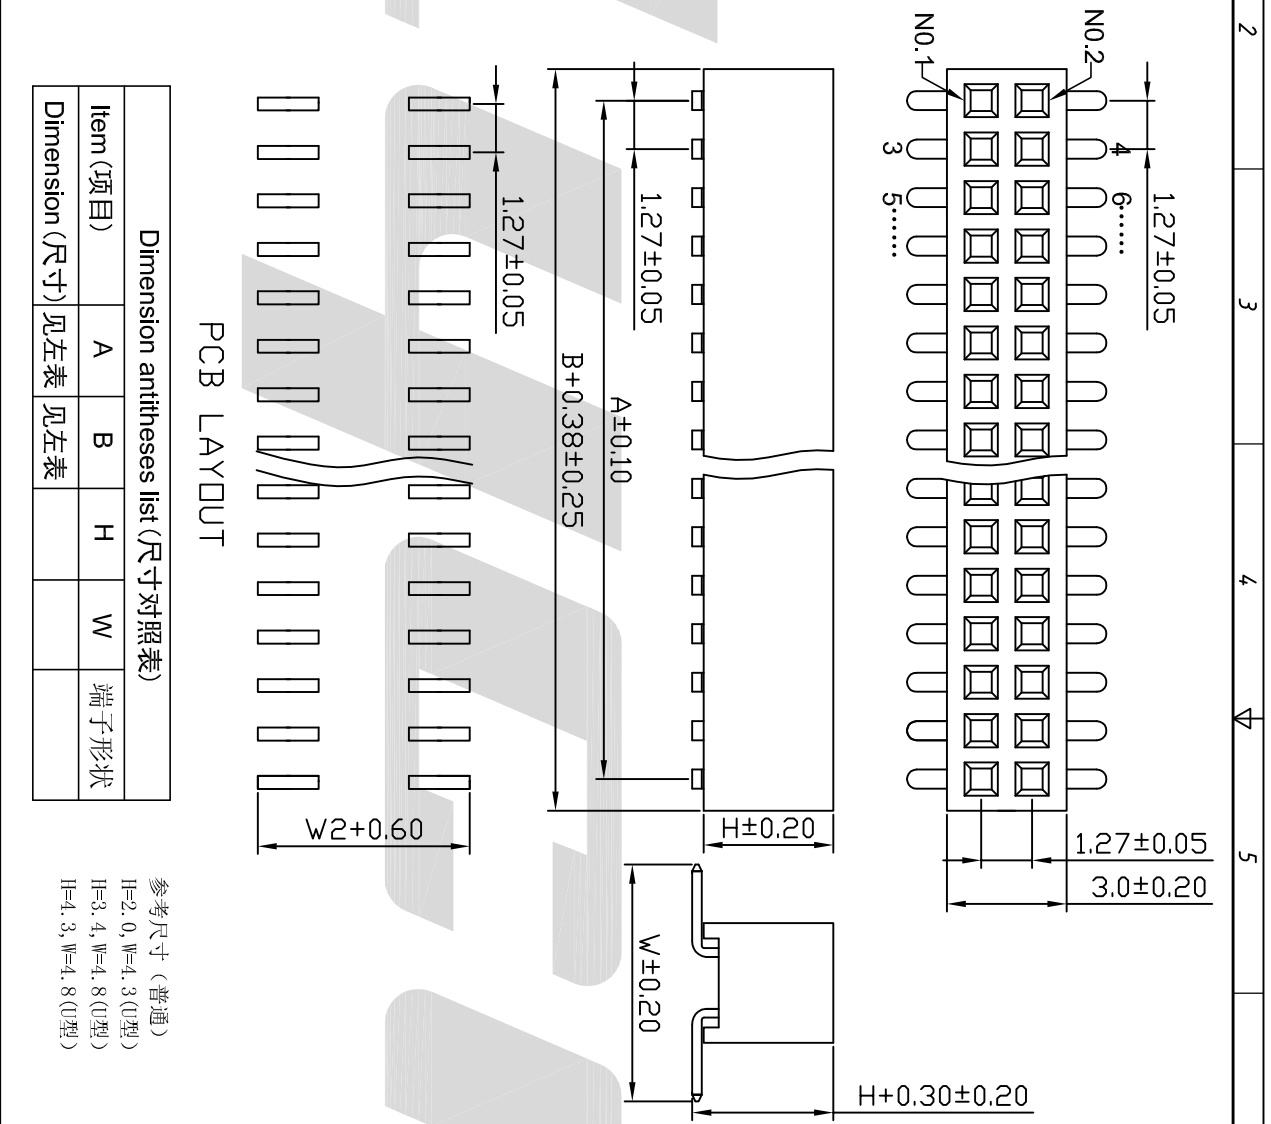 2
3
4
5
NO.1
NO.2
3
4
5......
6......
1.27±0.05
1.27±0.05
3.0±0.20
1.27±0.05
A±0.10
B+0.38±0.25
H±0.20
1.27±0.05
W2+0.60
PCB LAYOUT
W±0.20
H+0.30±0.20
Dimension antitheses list(尺寸对照表)
Item(项目) A B H W 端子形状
Dimension(尺寸) 见左表 见左表
参考尺寸（普通）
H=2.0,W=4.3(U型)
H=3.4,W=4.8(U型)
H=4.3,W=4.8(U型)